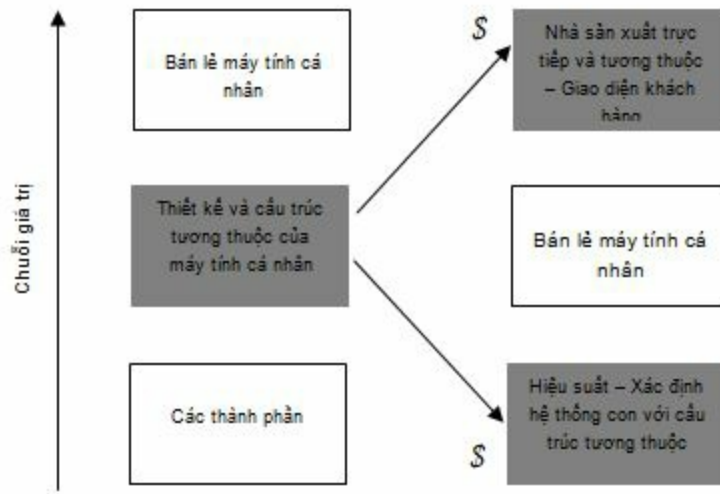 Chuỗi giá trị
Bán lẻ máy tính cá
nhân
Thiết kế và cấu trúc
tương thuộc của
máy tính cá nhân
Các thành phần
$
Nhà sản xuất trực
tiếp và tương thuộc
– Giao diện khách
hàng
Bán lẻ máy tính cá
nhân
Hiệu suất – Xác định
hệ thống con với cấu
trúc tương thuộc
$